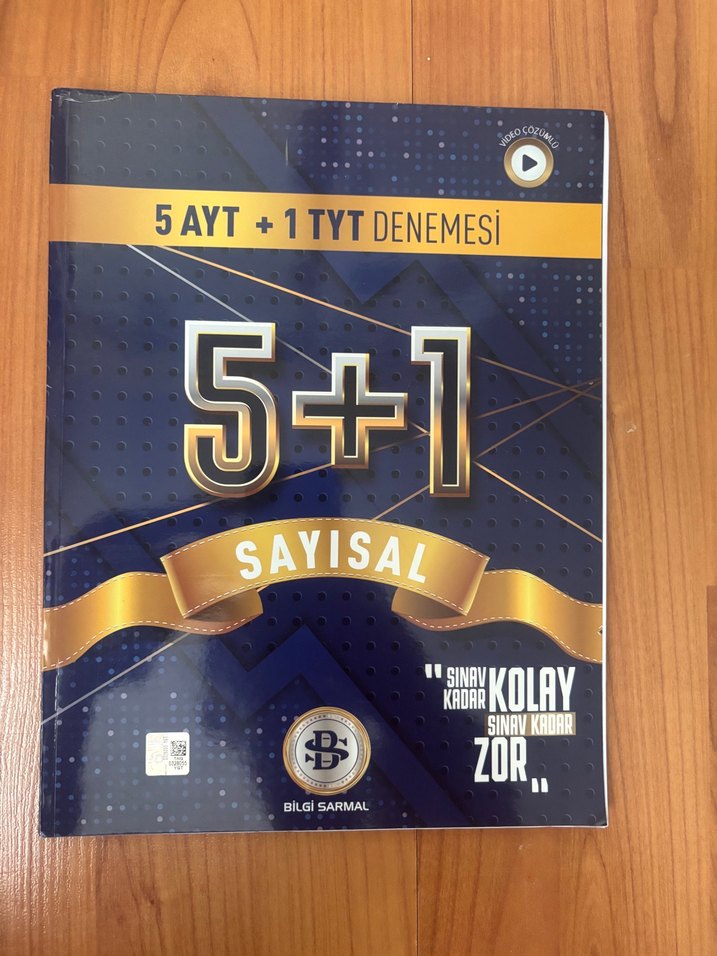 VİDEO ÇÖZÜMLÜ
5 AYT + 1 TYT DENEMESİ
5+1
SAYISAL
"SINAV
KADAR KOLAY
SINAV KADAR
ZOR"
BİLGİ SARMAL